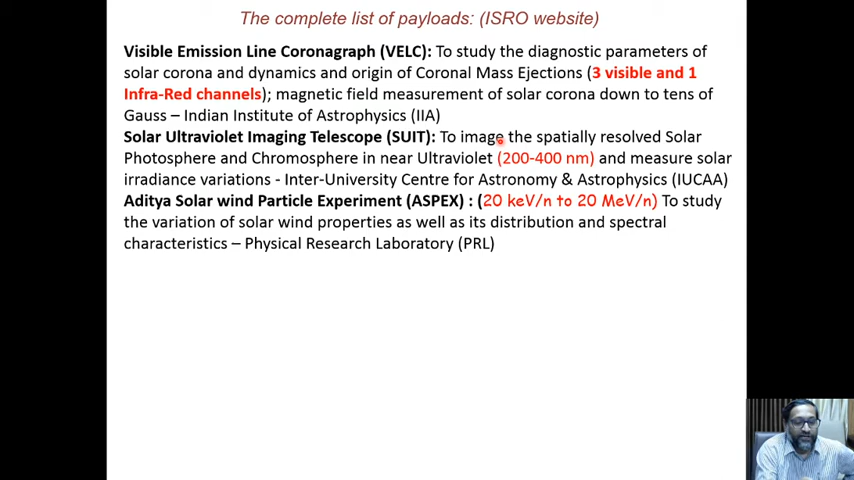 The complete list of payloads: (ISRO website)
Visible Emission Line Coronagraph (VELC): To study the diagnostic parameters of
solar corona and dynamics and origin of Coronal Mass Ejections (3 visible and 1
Infra-Red channels); magnetic field measurement of solar corona down to tens of
Gauss – Indian Institute of Astrophysics (IIA)
Solar Ultraviolet Imaging Telescope (SUIT): To image the spatially resolved Solar
Photosphere and Chromosphere in near Ultraviolet (200-400 nm) and measure solar
irradiance variations - Inter-University Centre for Astronomy & Astrophysics (IUCAA)
Aditya Solar wind Particle Experiment (ASPEX) : (20 keV/n to 20 MeV/n) To study
the variation of solar wind properties as well as its distribution and spectral
characteristics – Physical Research Laboratory (PRL)